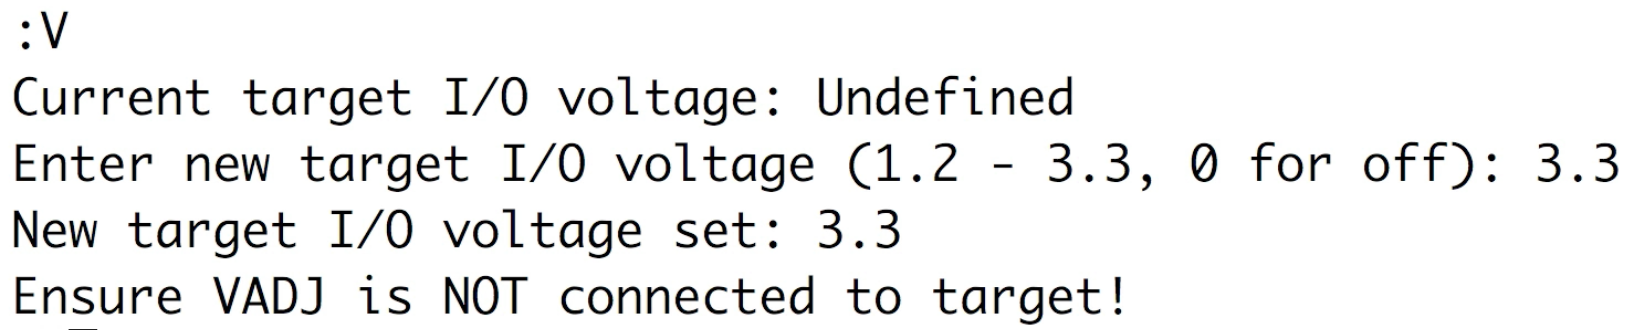 :V
Current target I/O voltage: Undefined
Enter new target I/O voltage (1.2 - 3.3, 0 for off): 3.3
New target I/O voltage set: 3.3
Ensure VADJ is NOT connected to target!